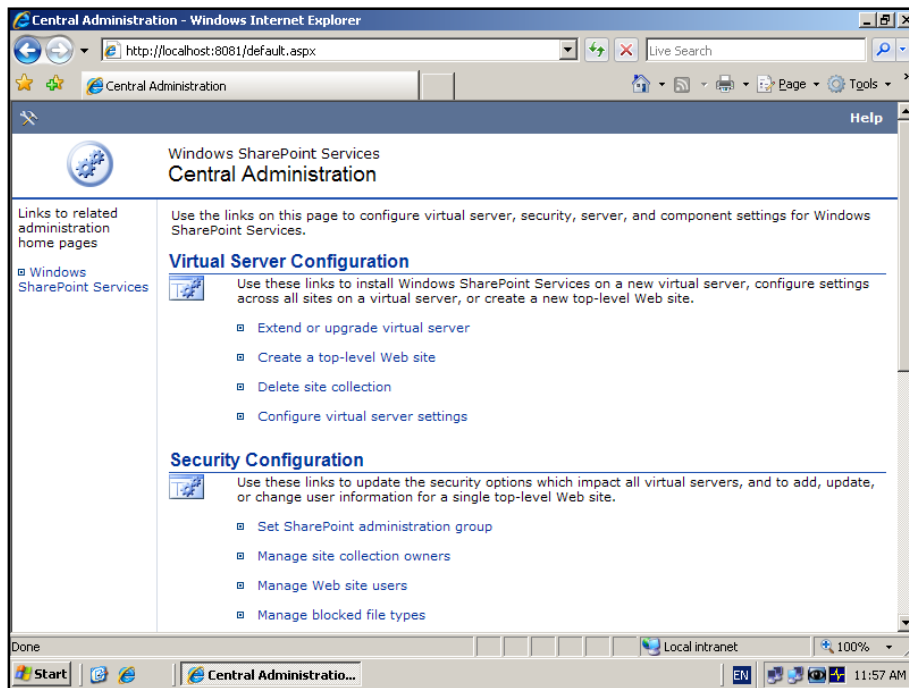 Central Administration - Windows Internet Explorer
http://localhost:8081/default.aspx
Live Search
Central Administration
Page
Tools
Help
Windows SharePoint Services
Central Administration
Links to related
administration
home pages
Windows
SharePoint Services
Use the links on this page to configure virtual server, security, server, and component settings for Windows
SharePoint Services.
Virtual Server Configuration
Use these links to install Windows SharePoint Services on a new virtual server, configure settings
across all sites on a virtual server, or create a new top-level Web site.
Extend or upgrade virtual server
Create a top-level Web site
Delete site collection
Configure virtual server settings
Security Configuration
Use these links to update the security options which impact all virtual servers, and to add, update,
or change user information for a single top-level Web site.
Set SharePoint administration group
Manage site collection owners
Manage Web site users
Manage blocked file types
Done
Local intranet
100%
Start
Central Administratio...
EN
11:57 AM